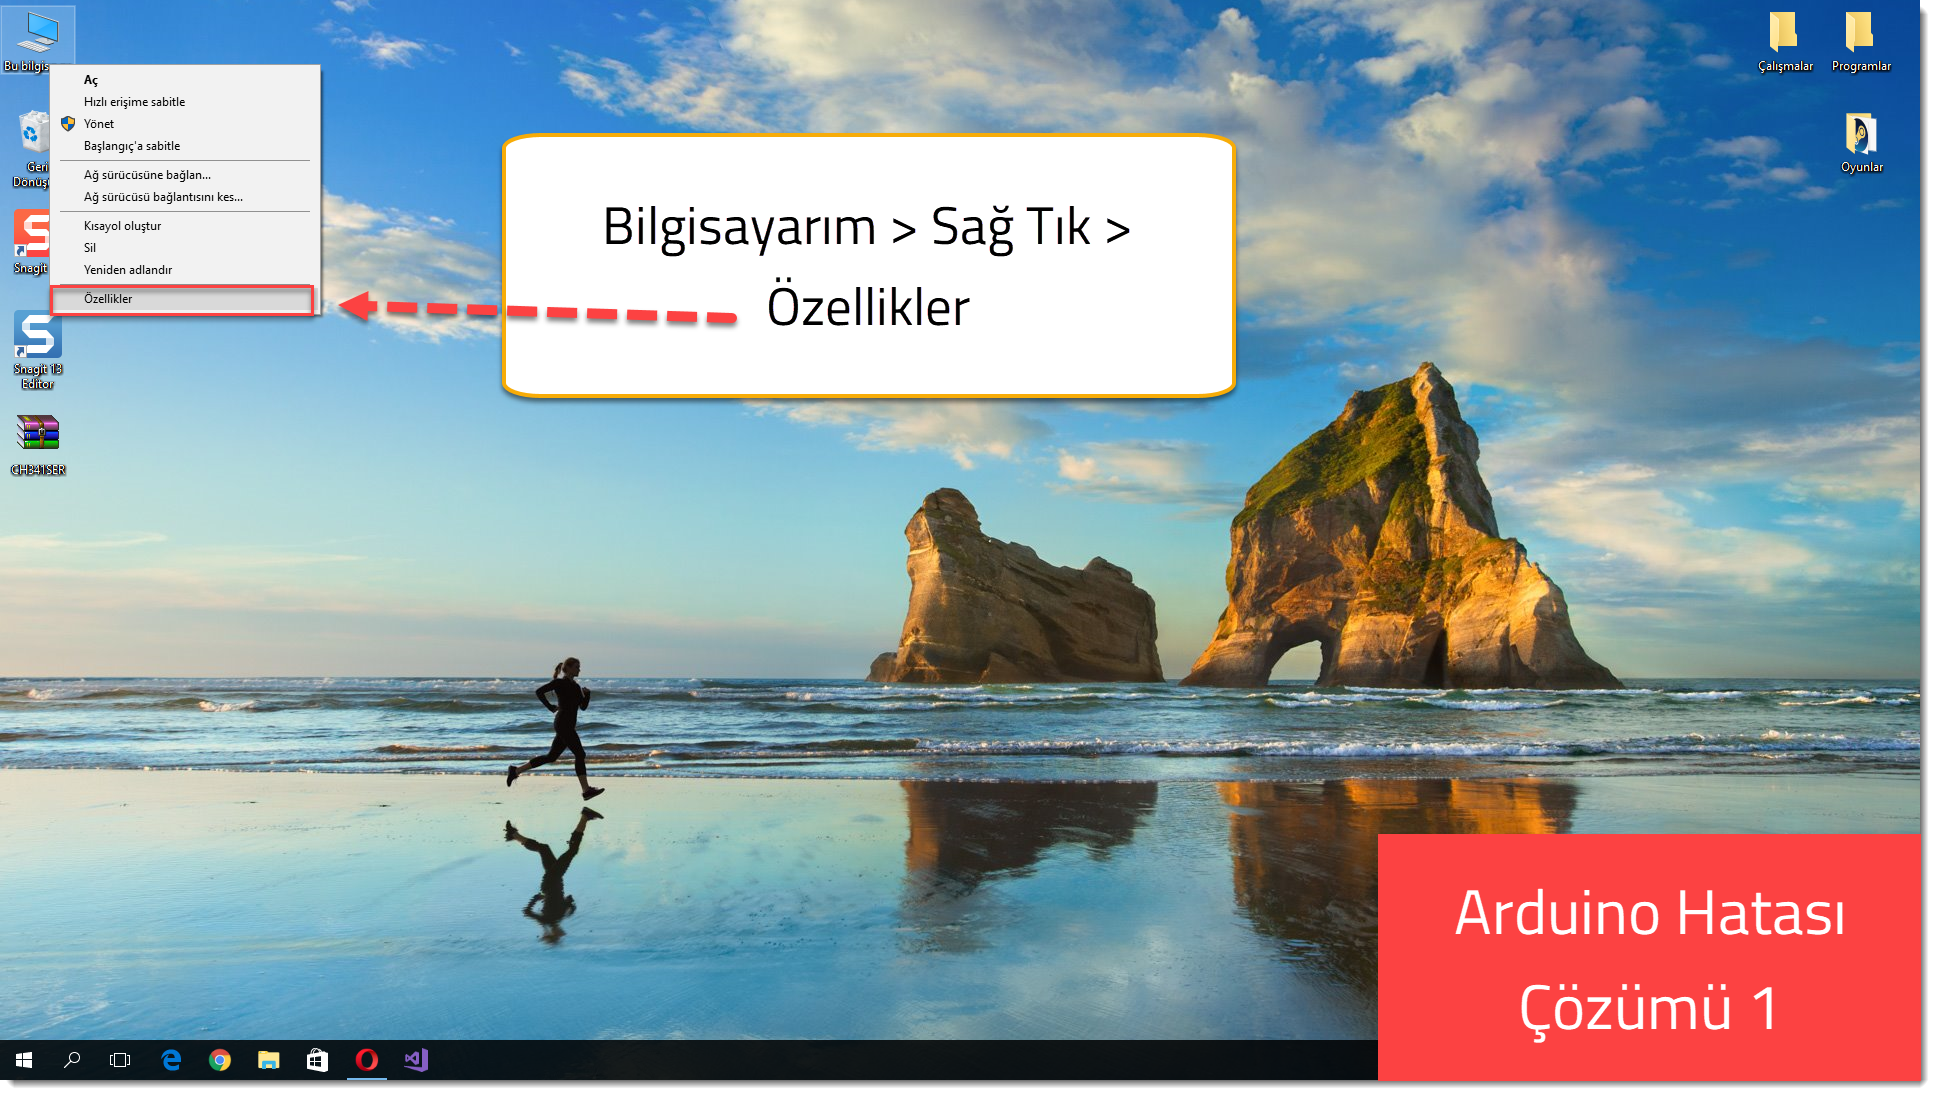 Bu bilgis
Aç
Hızlı erişime sabitle
Yönet
Başlangıç'a sabitle
Ağ sürücüsüne bağlan...
Ağ sürücüsü bağlantısını kes...
Kısayol oluştur
Sil
Yeniden adlandır
Özellikler
Geri
Dönüşü
Snagit
Snagit 13
Editor
CH341SER
Bilgisayarım > Sağ Tık >
Özellikler
Çalışmalar
Programlar
Oyunlar
Arduino Hatası
Çözümü 1